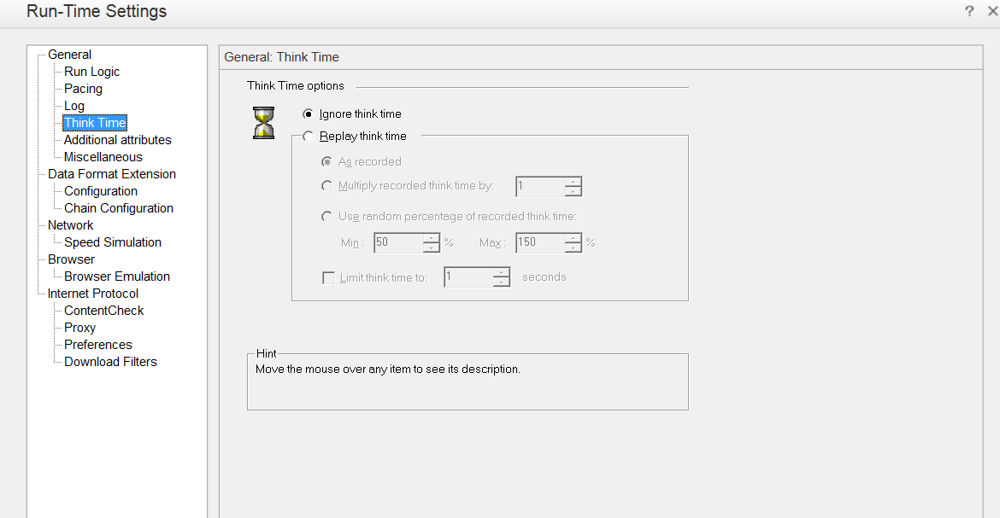 Run-Time Settings
? ×
General
Run Logic
Pacing
Log
Think Time
Additional attributes
Miscellaneous
Data Format Extension
Configuration
Chain Configuration
Network
Speed Simulation
Browser
Browser Emulation
Internet Protocol
ContentCheck
Proxy
Preferences
Download Filters
General: Think Time
Think Time options
Ignore think time
Replay think time
As recorded
Multiply recorded think time by: 1
Use random percentage of recorded think time:
Min: 50 % Max: 150 %
Limit think time to: 1 seconds
Hint
Move the mouse over any item to see its description.